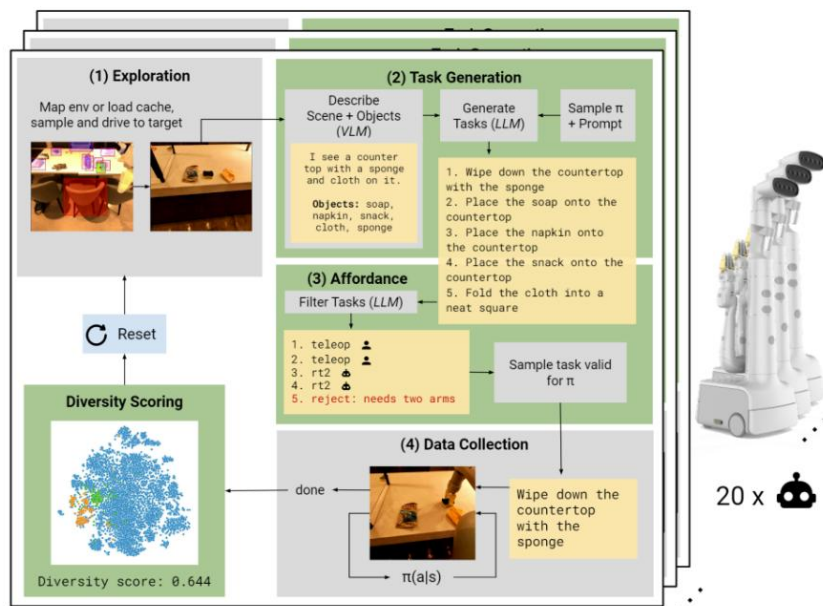 (1) Exploration
Map env or load cache,
sample and drive to target
(2) Task Generation
Describe
Scene + Objects
(VLM)
I see a counter
top with a sponge
and cloth on it.
Objects: soap,
napkin, snack,
cloth, sponge
Generate
Tasks (LLM)
Sample π
+ Prompt
1. Wipe down the countertop
with the sponge
2. Place the soap onto the
countertop
3. Place the napkin onto
the countertop
4. Place the snack onto the
countertop
5. Fold the cloth into a
neat square
(3) Affordance
Filter Tasks (LLM)
1. teleop
2. teleop
3. rt2
4. rt2
5. reject: needs two arms
Sample task valid
for π
Reset
Diversity Scoring
Diversity score: 0.644
(4) Data Collection
done
π(a|s)
Wipe down the
countertop
with the
sponge
20 x